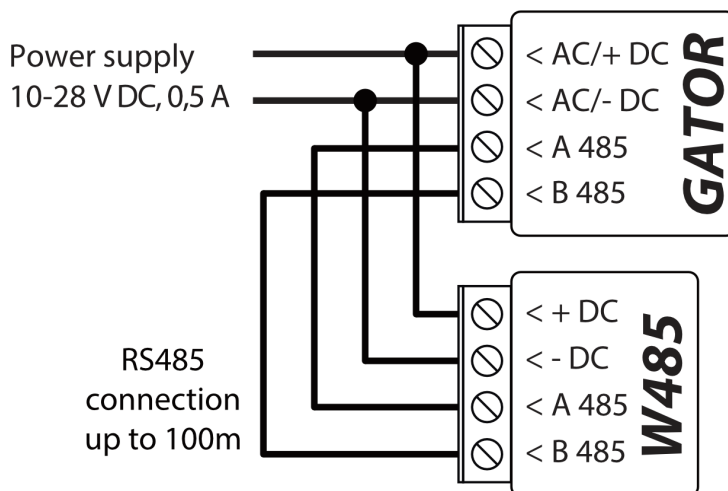 Power supply
10-28 V DC, 0,5 A
< AC/+ DC
< AC/- DC
< A 485
< B 485
GATOR
RS485
connection
up to 100m
< + DC
< - DC
< A 485
< B 485
W485